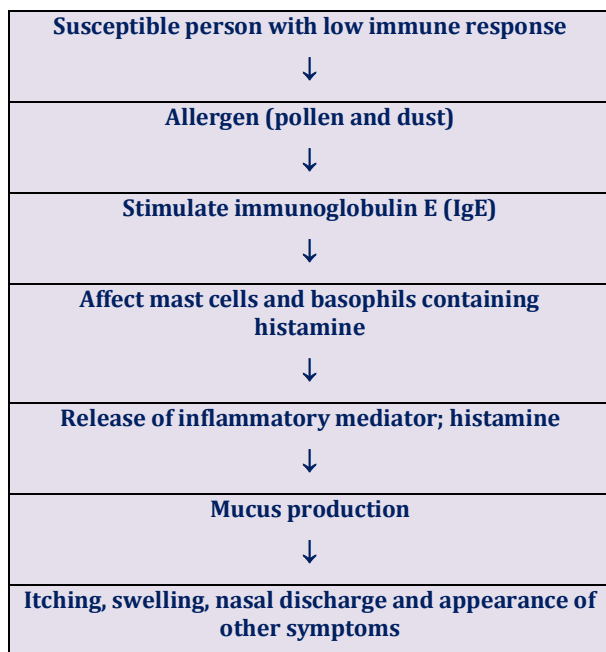 Susceptible person with low immune response
↓
Allergen (pollen and dust)
↓
Stimulate immunoglobulin E (IgE)
↓
Affect mast cells and basophils containing
histamine
↓
Release of inflammatory mediator; histamine
↓
Mucus production
↓
Itching, swelling, nasal discharge and appearance of
other symptoms